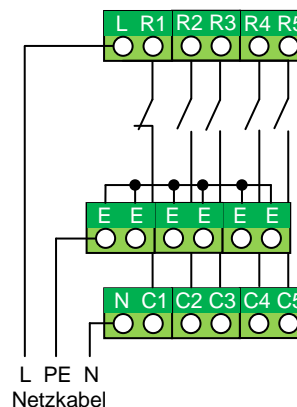 L R1 R2 R3 R4 R5
E E E E E E
N C1 C2 C3 C4 C5
L PE N
Netzkabel